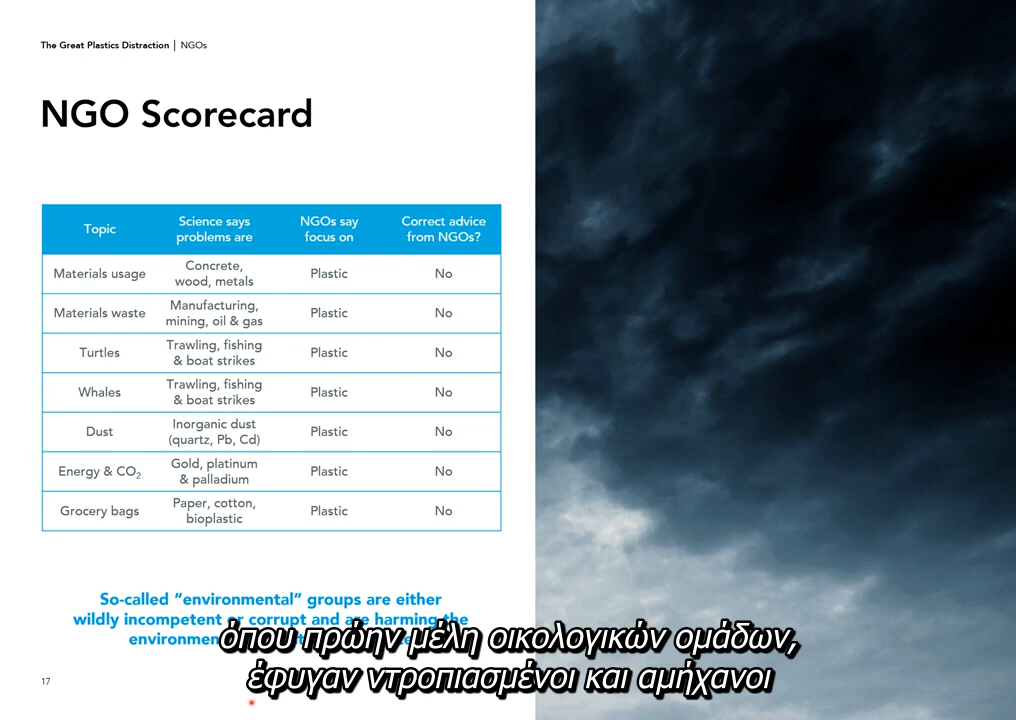 The Great Plastics Distraction | NGOs
NGO Scorecard
Topic
Science says
problems are
NGOs say
focus on
Correct advice
from NGOs?
Materials usage
Concrete,
wood, metals
Plastic
No
Materials waste
Manufacturing,
mining, oil & gas
Plastic
No
Turtles
Trawling, fishing
& boat strikes
Plastic
No
Whales
Trawling, fishing
& boat strikes
Plastic
No
Dust
Inorganic dust
(quartz, Pb, Cd)
Plastic
No
Energy & CO₂
Gold, platinum
& palladium
Plastic
No
Grocery bags
Paper, cotton,
bioplastic
Plastic
No
So-called “environmental” groups are either
wildly incompetent or corrupt and are harming the
όπου πρώην μέλη οικολογικών ομάδων,
έφυγαν ντροπιασμένοι και αμήχανοι
17